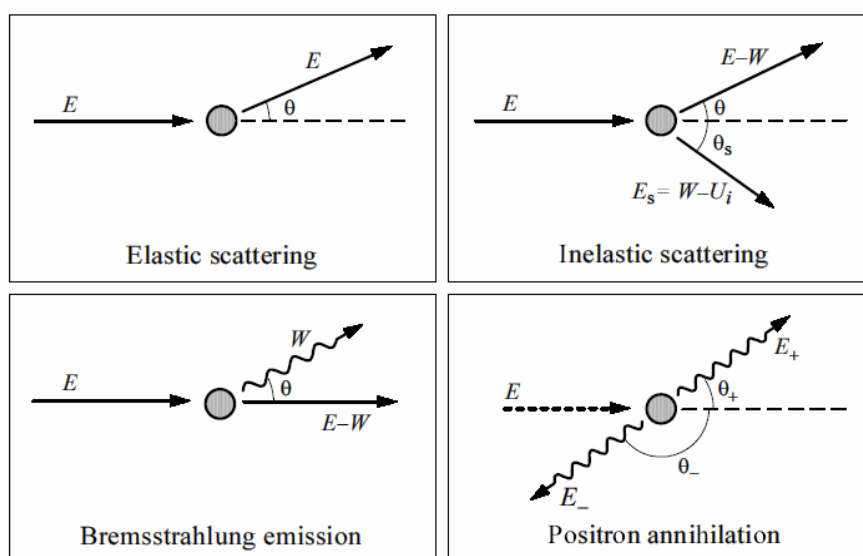 E
E
θ
Elastic scattering
E
E–W
θ
θs
Es = W–Ui
Inelastic scattering
E
W
θ
E–W
Bremsstrahlung emission
E
E+
θ+
θ−
E−
Positron annihilation